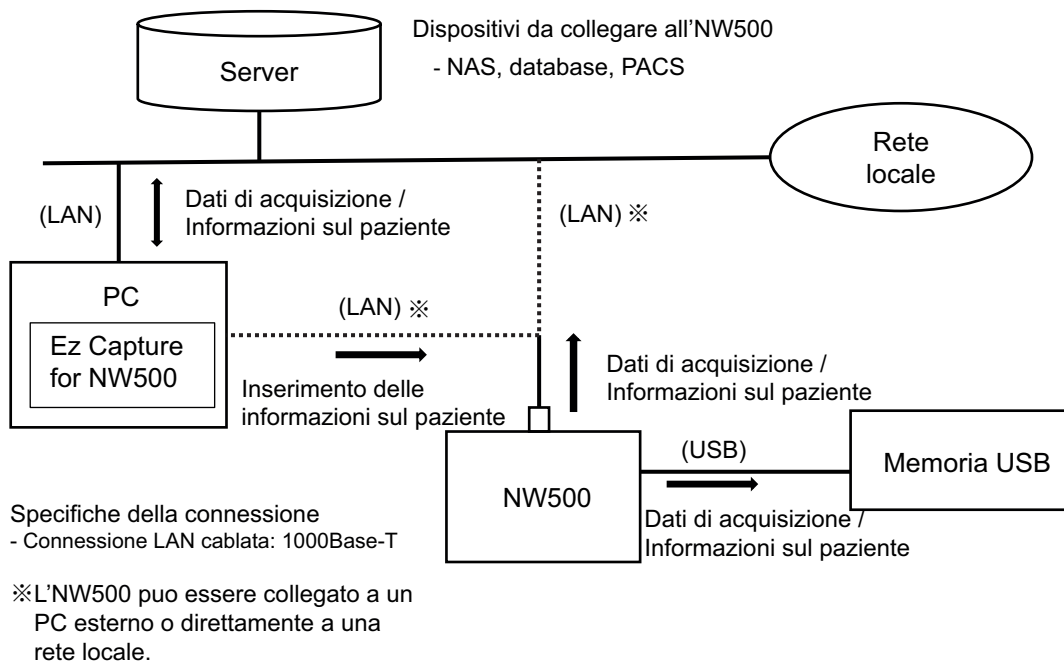 Dispositivi da collegare all’NW500
- NAS, database, PACS
Server
Rete
locale
(LAN)
Dati di acquisizione /
Informazioni sul paziente
(LAN) ※
PC
Ez Capture
for NW500
(LAN) ※
Inserimento delle
informazioni sul paziente
Dati di acquisizione /
Informazioni sul paziente
NW500
(USB)
Memoria USB
Dati di acquisizione /
Informazioni sul paziente
Specifiche della connessione
- Connessione LAN cablata: 1000Base-T
※L’NW500 puo essere collegato a un
PC esterno o direttamente a una
rete locale.